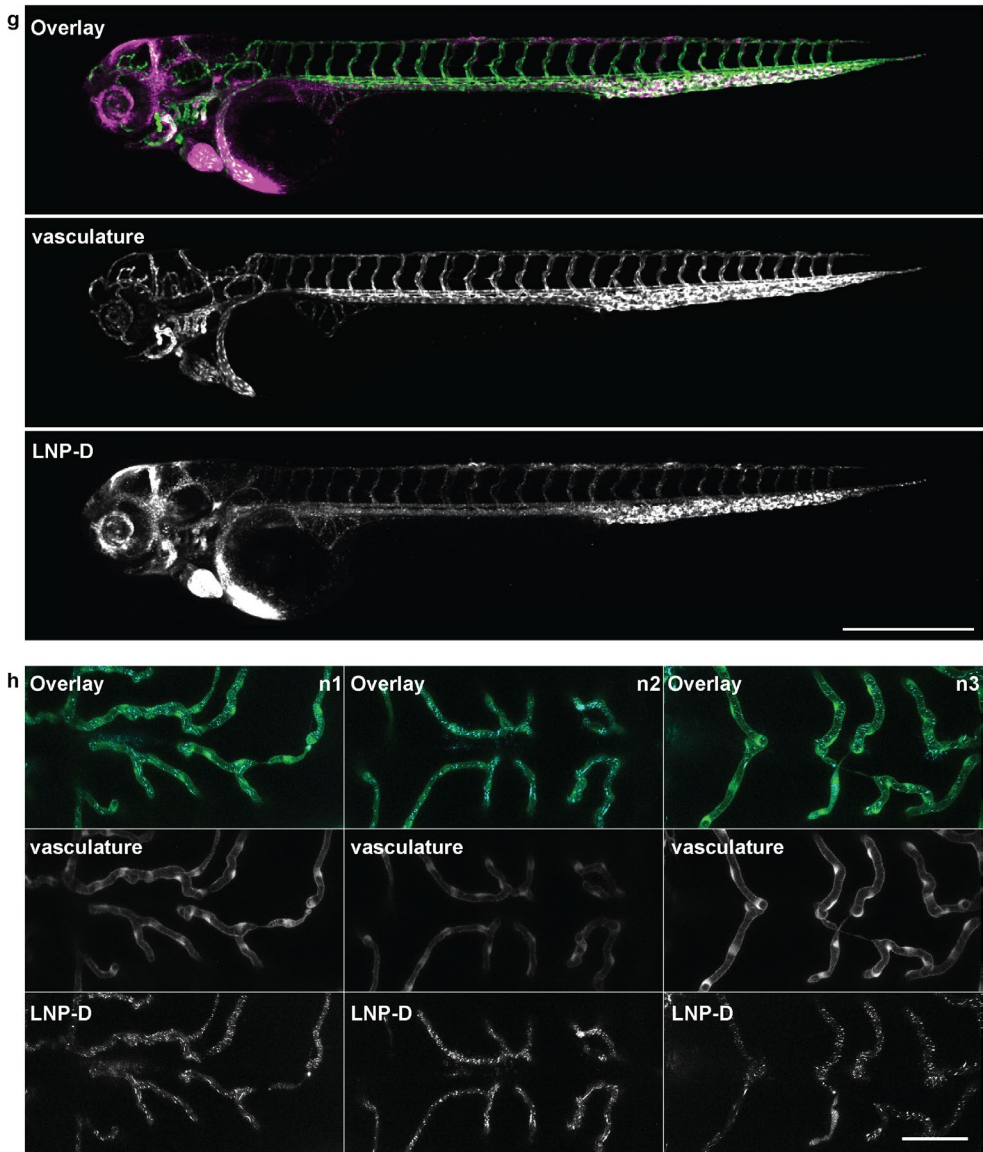 g
Overlay
vasculature
LNP-D
h
Overlay n1
Overlay n2
Overlay n3
vasculature
vasculature
vasculature
LNP-D
LNP-D
LNP-D